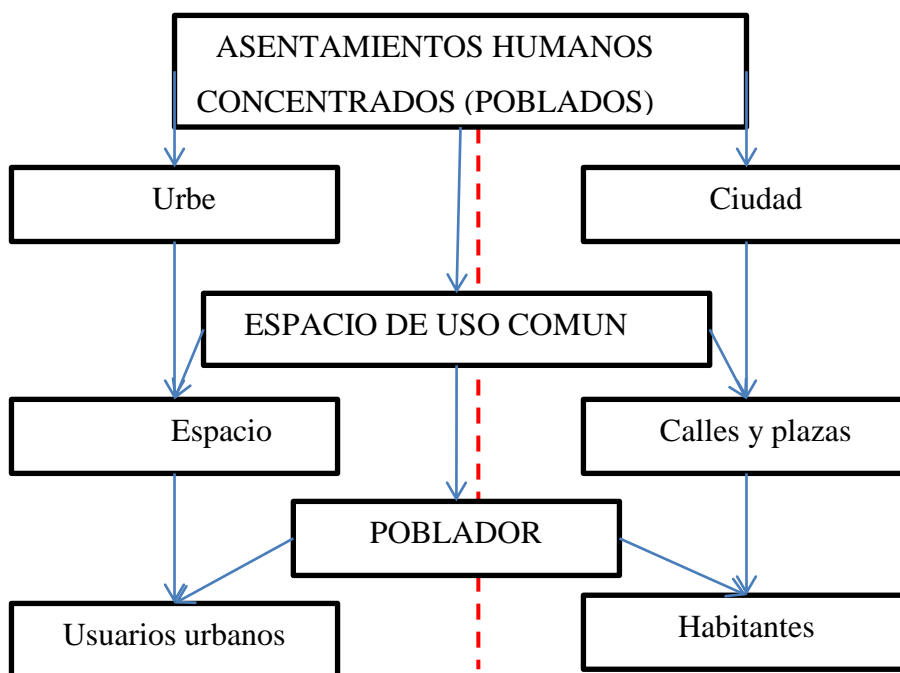 ASENTAMIENTOS HUMANOS
CONCENTRADOS (POBLADOS)
Urbe
Ciudad
ESPACIO DE USO COMUN
Espacio
Calles y plazas
POBLADOR
Usuarios urbanos
Habitantes